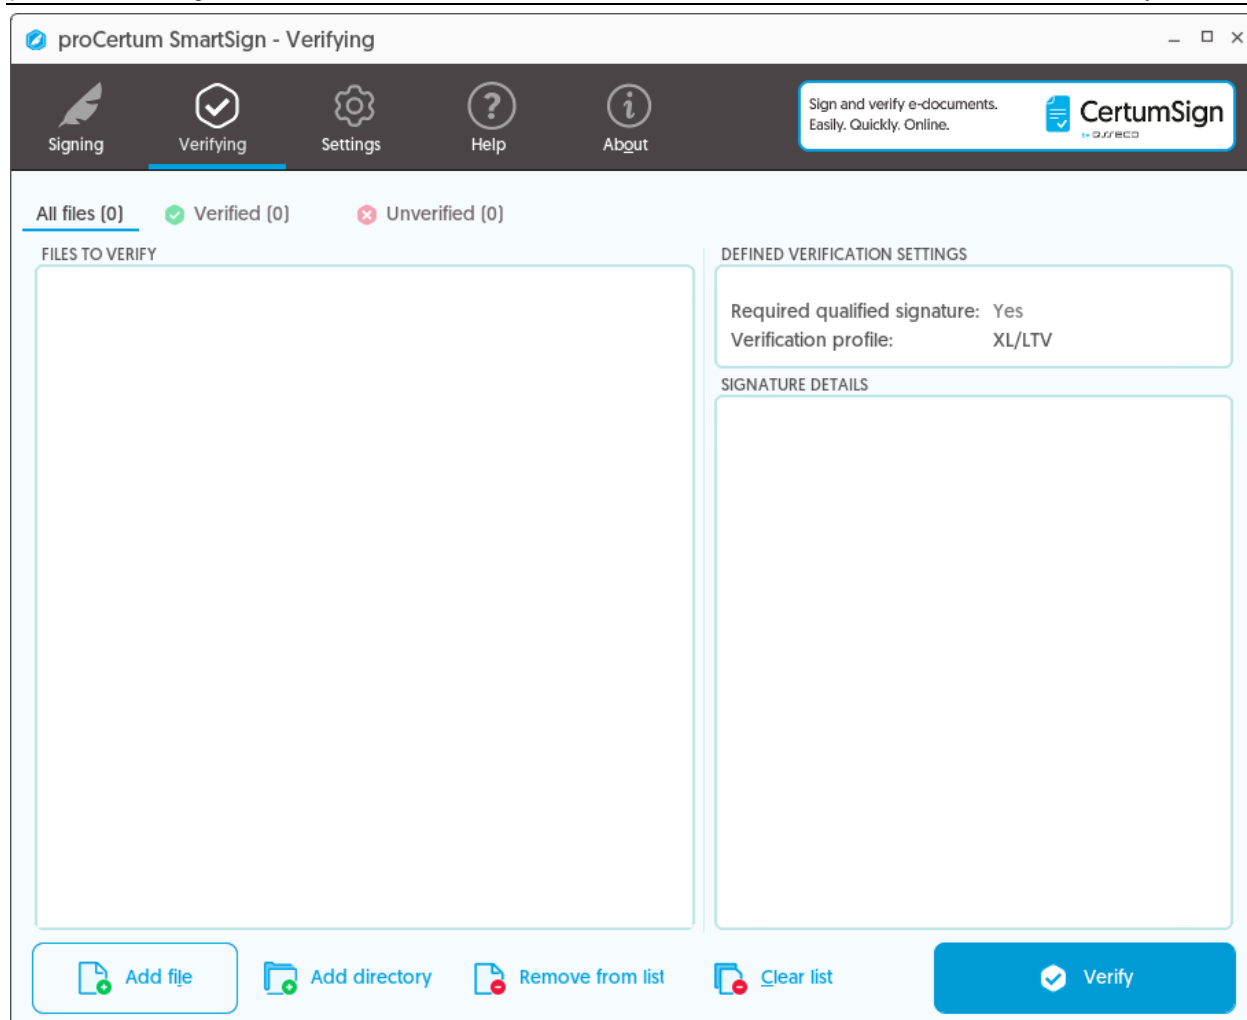 proCertum SmartSign - Verifying
Signing
Verifying
Settings
Help
About
Sign and verify e-documents.
Easily. Quickly. Online.
CertumSign
by asseco
All files (0)
Verified (0)
Unverified (0)
FILES TO VERIFY
DEFINED VERIFICATION SETTINGS
Required qualified signature: Yes
Verification profile: XL/LTV
SIGNATURE DETAILS
Add file
Add directory
Remove from list
Clear list
Verify